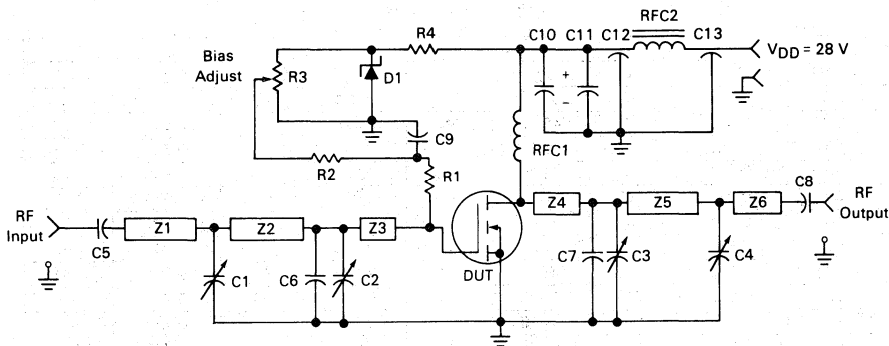 RFC2
C10 C11 C12 C13
R4
VDD = 28 V
Bias
Adjust
R3
D1
+
–
C9
RFC1
R2
R1
RF
Input
C5
Z1
Z2
Z3
Z4
Z5
Z6
C8
RF
Output
C1
C6
C2
DUT
C7
C3
C4